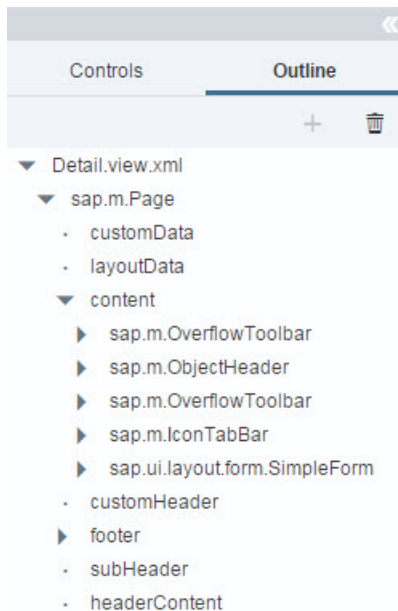 Controls Outline
Detail.view.xml
sap.m.Page
customData
layoutData
content
sap.m.OverflowToolbar
sap.m.ObjectHeader
sap.m.OverflowToolbar
sap.m.IconTabBar
sap.ui.layout.form.SimpleForm
customHeader
footer
subHeader
headerContent